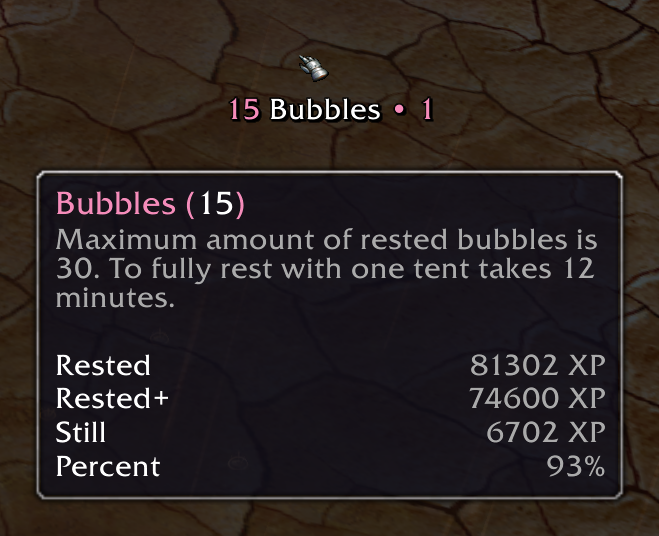 15 Bubbles • 1
Bubbles (15)
Maximum amount of rested bubbles is
30. To fully rest with one tent takes 12
minutes.
Rested 81302 XP
Rested+ 74600 XP
Still 6702 XP
Percent 93%